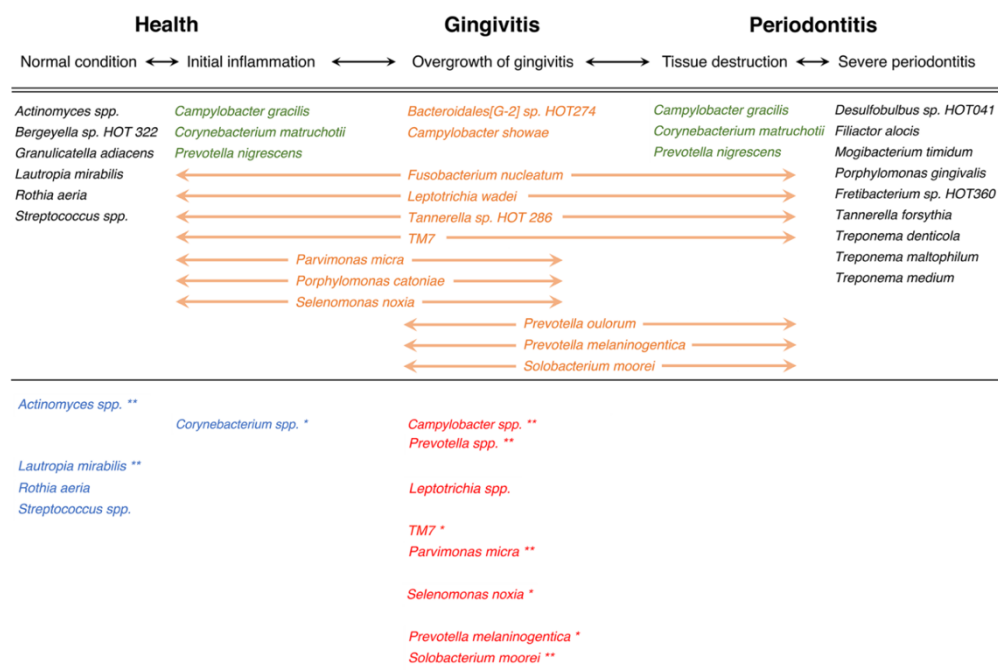 Health Gingivitis Periodontitis
Normal condition Initial inflammation Overgrowth of gingivitis Tissue destruction Severe periodontitis
Actinomyces spp. Campylobacter gracilis Bacteroidales[G-2] sp. HOT274 Campylobacter gracilis Desulfobulbus sp. HOT041
Bergeyella sp. HOT 322 Corynebacterium matruchotii Campylobacter showae Corynebacterium matruchotii Filiactor alocis
Granulicatella adiacens Prevotella nigrescens Prevotella nigrescens Mogibacterium timidum
Lautropia mirabilis Fusobacterium nucleatum Porphylomonas gingivalis
Rothia aeria Leptotrichia wadei Fretibacterium sp. HOT360
Streptococcus spp. Tannerella sp. HOT 286 Tannerella forsythia
TM7 Treponema denticola
Parvimonas micra Treponema maltophilum
Porphylomonas catoniae Treponema medium
Selenomonas noxia
Prevotella oulorum
Prevotella melaninogentica
Solobacterium moorei
Actinomyces spp. **
Corynebacterium spp. * Campylobacter spp. **
Prevotella spp. **
Lautropia mirabilis **
Rothia aeria Leptotrichia spp.
Streptococcus spp.
TM7 *
Parvimonas micra **
Selenomonas noxia *
Prevotella melaninogentica *
Solobacterium moorei **